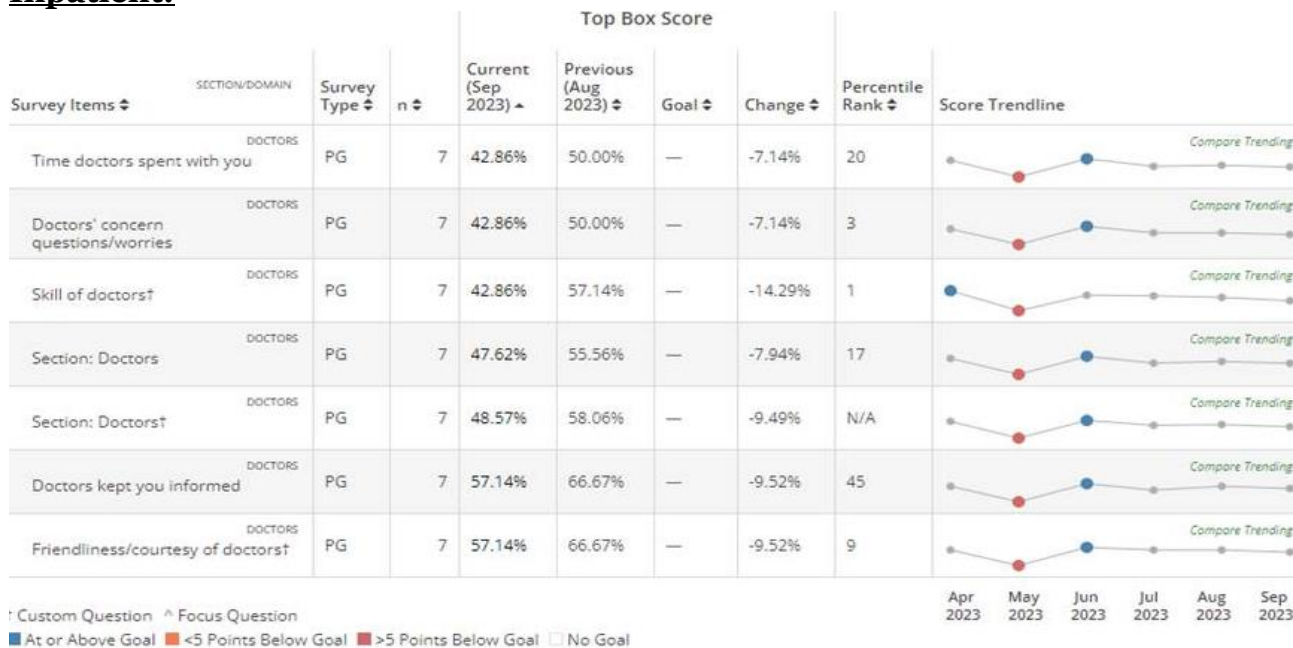 Inpatient:
Top Box Score
SECTION/DOMAIN
Survey Items
Survey Type
n
Current (Sep 2023)
Previous (Aug 2023)
Goal
Change
Percentile Rank
Score Trendline
DOCTORS
Time doctors spent with you PG 7 42.86% 50.00% — -7.14% 20 Compare Trending
DOCTORS
Doctors' concern questions/worries PG 7 42.86% 50.00% — -7.14% 3 Compare Trending
DOCTORS
Skill of doctors† PG 7 42.86% 57.14% — -14.29% 1 Compare Trending
DOCTORS
Section: Doctors PG 7 47.62% 55.56% — -7.94% 17 Compare Trending
DOCTORS
Section: Doctors† PG 7 48.57% 58.06% — -9.49% N/A Compare Trending
DOCTORS
Doctors kept you informed PG 7 57.14% 66.67% — -9.52% 45 Compare Trending
DOCTORS
Friendliness/courtesy of doctors† PG 7 57.14% 66.67% — -9.52% 9 Compare Trending
Apr 2023 May 2023 Jun 2023 Jul 2023 Aug 2023 Sep 2023
† Custom Question ^ Focus Question
At or Above Goal <5 Points Below Goal >5 Points Below Goal No Goal